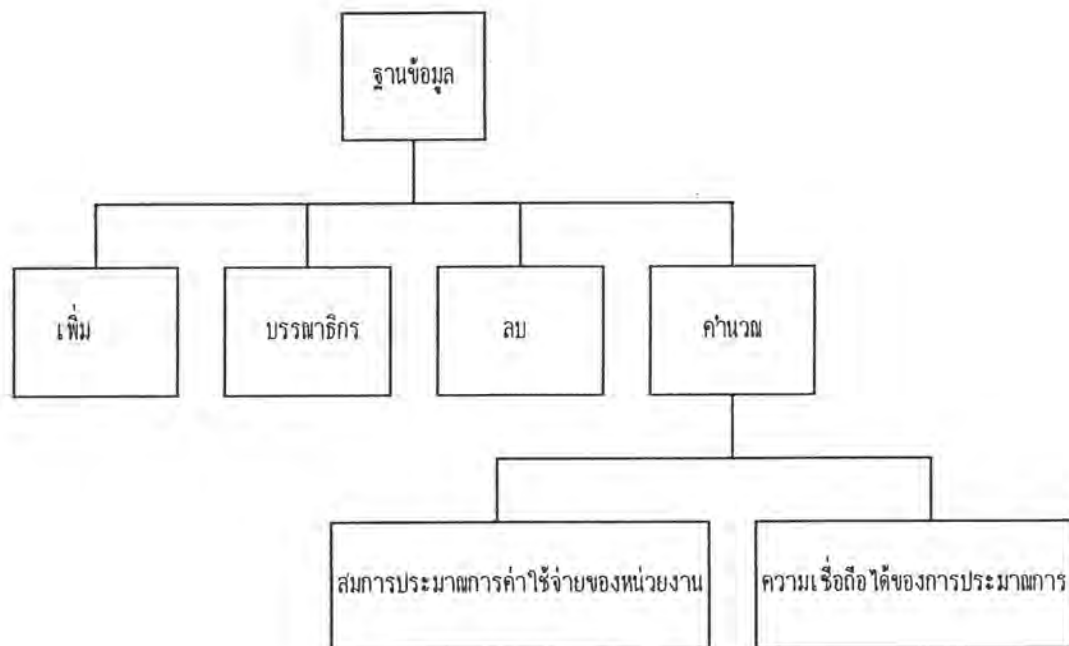 ฐานข้อมูล
เพิ่ม
บรรณาธิกร
ลบ
คำนวณ
สมการประมาณการค่าใช้จ่ายของหน่วยงาน
ความเชื่อถือได้ของการประมาณการ